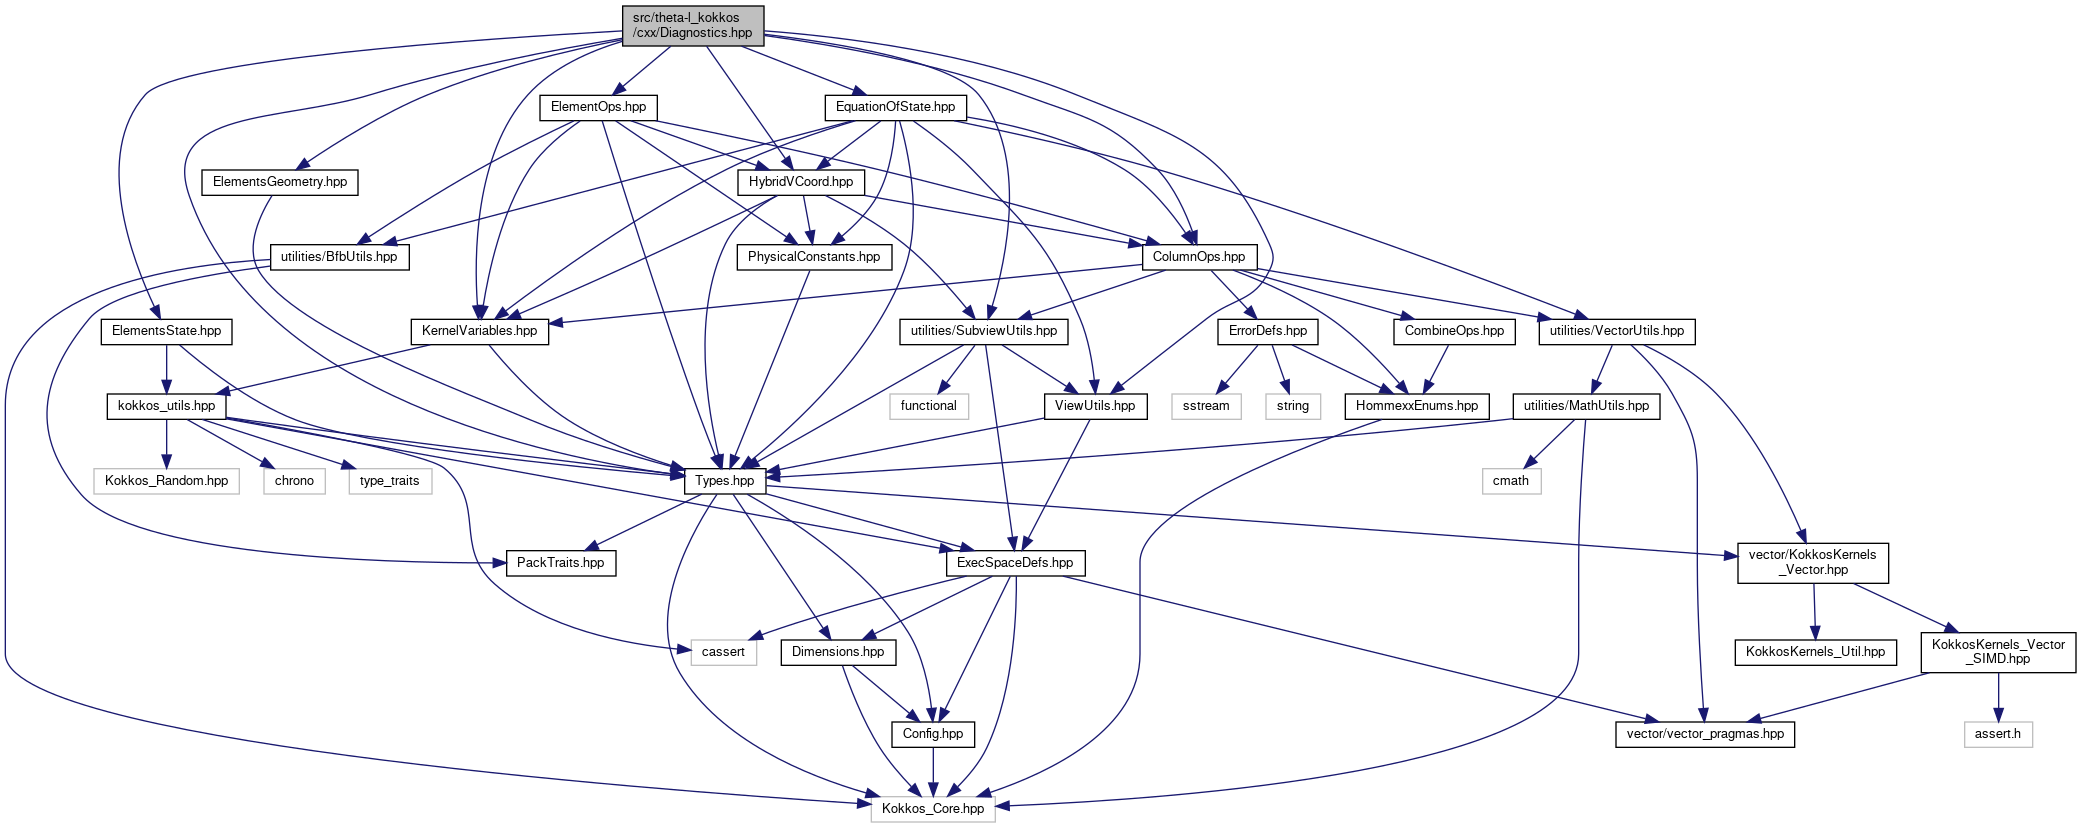 src/theta-l_kokkos
/cxx/Diagnostics.hpp
ElementOps.hpp
EquationOfState.hpp
ElementsGeometry.hpp
HybridVCoord.hpp
utilities/BfbUtils.hpp
PhysicalConstants.hpp
ColumnOps.hpp
ElementsState.hpp
KernelVariables.hpp
utilities/SubviewUtils.hpp
ErrorDefs.hpp
CombineOps.hpp
utilities/VectorUtils.hpp
kokkos_utils.hpp
functional
ViewUtils.hpp
sstream
string
HommexxEnums.hpp
utilities/MathUtils.hpp
Kokkos_Random.hpp
chrono
type_traits
Types.hpp
cmath
PackTraits.hpp
ExecSpaceDefs.hpp
vector/KokkosKernels
_Vector.hpp
cassert
Dimensions.hpp
KokkosKernels_Util.hpp
KokkosKernels_Vector
_SIMD.hpp
Config.hpp
vector/vector_pragmas.hpp
assert.h
Kokkos_Core.hpp